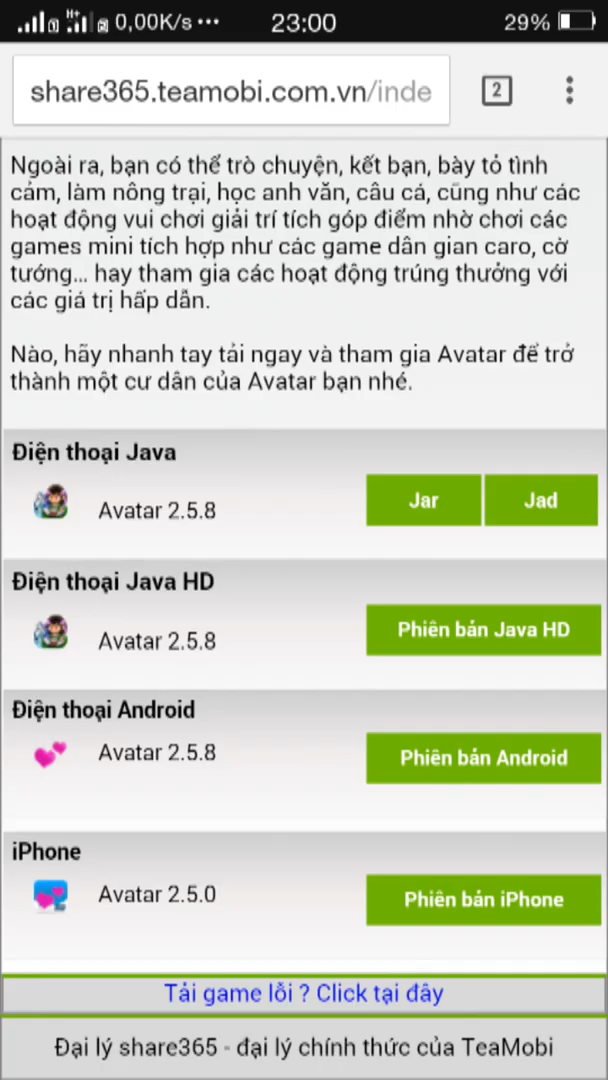 0,00K/s ···
23:00
29%
share365.teamobi.com.vn/inde
2
Ngoài ra, bạn có thể trò chuyện, kết bạn, bày tỏ tình
cảm, làm nông trại, học anh văn, câu cá, cũng như các
hoạt động vui chơi giải trí tích góp điểm nhờ chơi các
games mini tích hợp như các game dân gian caro, cờ
tướng... hay tham gia các hoạt động trúng thưởng với
các giá trị hấp dẫn.
Nào, hãy nhanh tay tải ngay và tham gia Avatar để trở
thành một cư dân của Avatar bạn nhé.
Điện thoại Java
Avatar 2.5.8
Jar
Jad
Điện thoại Java HD
Avatar 2.5.8
Phiên bản Java HD
Điện thoại Android
Avatar 2.5.8
Phiên bản Android
iPhone
Avatar 2.5.0
Phiên bản iPhone
Tải game lỗi ? Click tại đây
Đại lý share365 - đại lý chính thức của TeaMobi